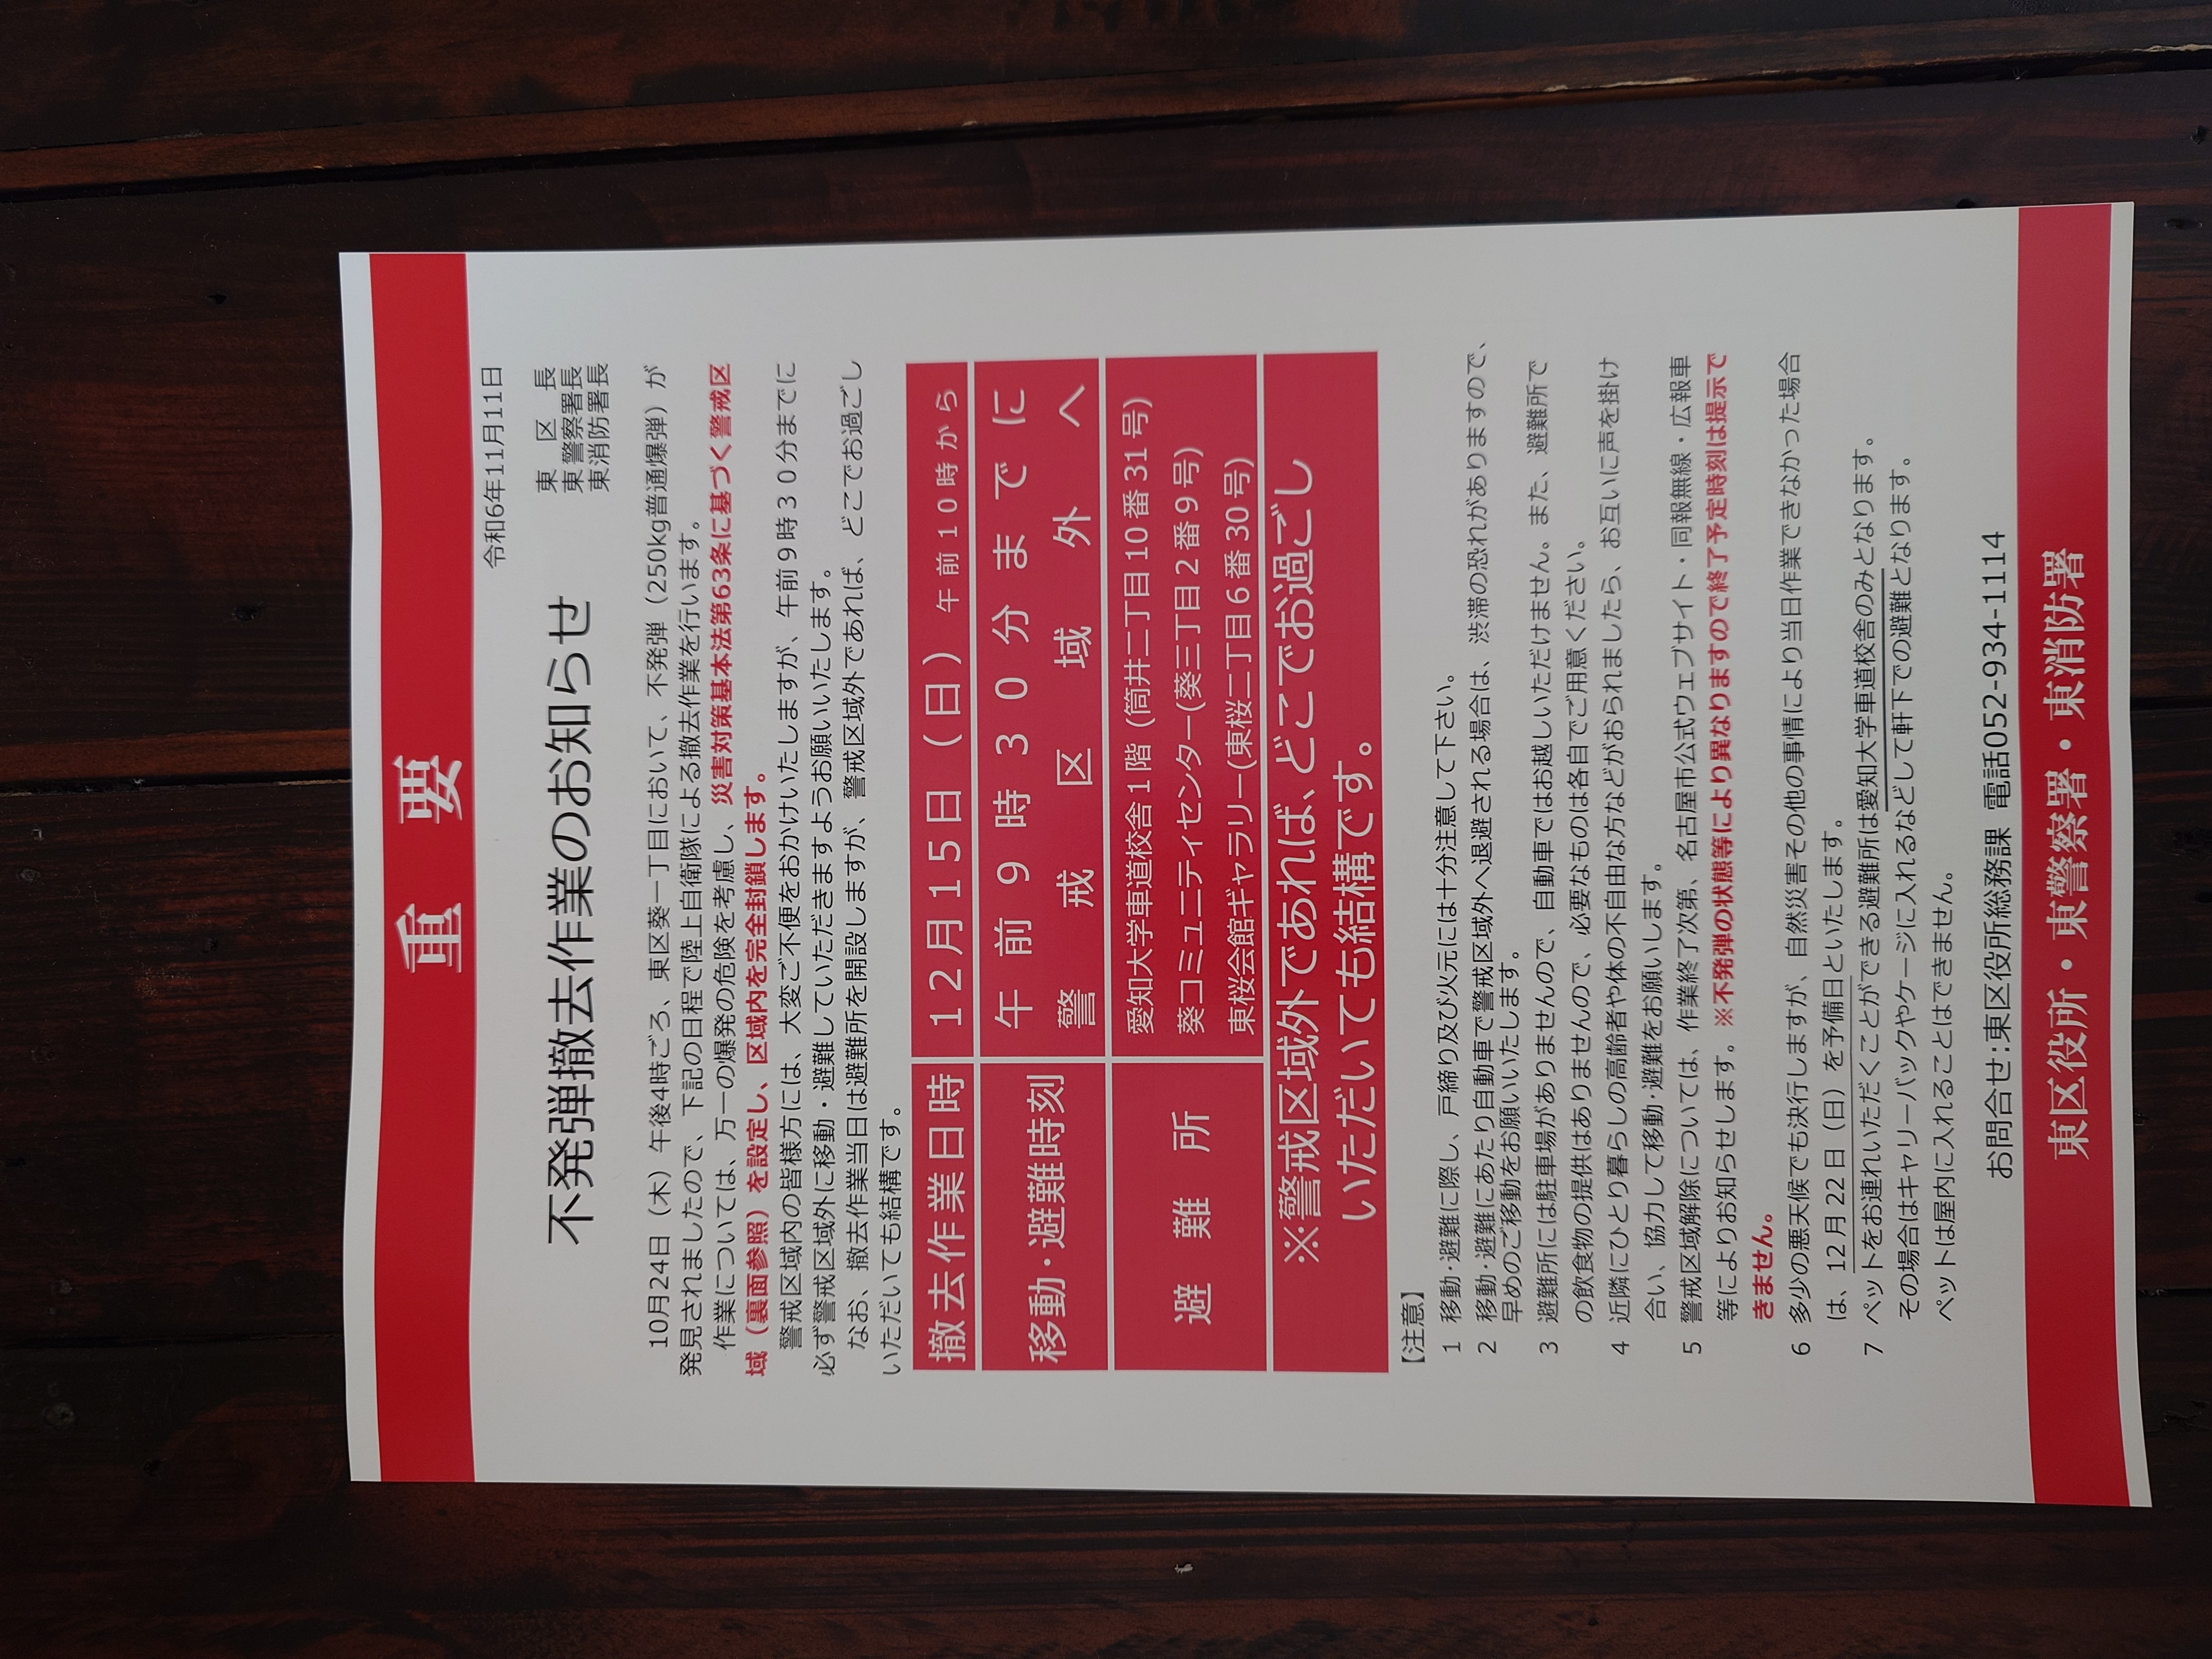 重 要
令和6年11月11日
東 区 長
東警察署長
東消防署長
不発弾撤去作業のお知らせ
10月24日（木）午後4時ごろ、東区葵一丁目において、不発弾（250kg普通爆弾）が
発見されましたので、下記の日程で陸上自衛隊による撤去作業を行います。
作業については、万一の爆発の危険を考慮し、災害対策基本法第63条に基づく警戒区
域（裏面参照）を設定し、区域内を完全封鎖します。
警戒区域内の皆様方には、大変ご不便をおかけいたしますが、午前９時３０分までに
必ず警戒区域外に移動・避難していただきますようお願いいたします。
なお、撤去作業当日は避難所を開設しますが、警戒区域外であれば、どこでお過ごし
いただいても結構です。
撤去作業日時 １２月１５日（日）午前１０時から
移動・避難時刻 午前９時３０分までに
警戒区域外へ
避難所 愛知大学車道校舎１階（筒井二丁目10番31号）
葵コミュニティセンター(葵三丁目２番９号)
東桜会館ギャラリー(東桜二丁目６番30号)
※警戒区域外であれば、どこでお過ごし
いただいても結構です。
【注意】
1 移動・避難に際し、戸締り及び火元には十分注意して下さい。
2 移動・避難にあたり自動車で警戒区域外へ退避される場合は、渋滞の恐れがありますので、
早めのご移動をお願いいたします。
3 避難所には駐車場がありませんので、自動車ではお越しいただけません。また、避難所で
の飲食物の提供はありませんので、必要なものは各自でご用意ください。
4 近隣にひとり暮らしの高齢者や体の不自由な方などがおられましたら、お互いに声を掛け
合い、協力して移動・避難をお願いします。
5 警戒区域解除については、作業終了次第、名古屋市公式ウェブサイト・同報無線・広報車
等によりお知らせします。※不発弾の状態等により異なりますので終了予定時刻は提示で
きません。
6 多少の悪天候でも決行しますが、自然災害その他の事情により当日作業できなかった場合
は、12月22日（日）を予備日といたします。
7 ペットをお連れいただくことができる避難所は愛知大学車道校舎のみとなります。
その場合はキャリーバックやケージに入れるなどして軒下での避難となります。
ペットは屋内に入れることはできません。
お問合せ：東区役所総務課 電話052-934-1114
東区役所・東警察署・東消防署